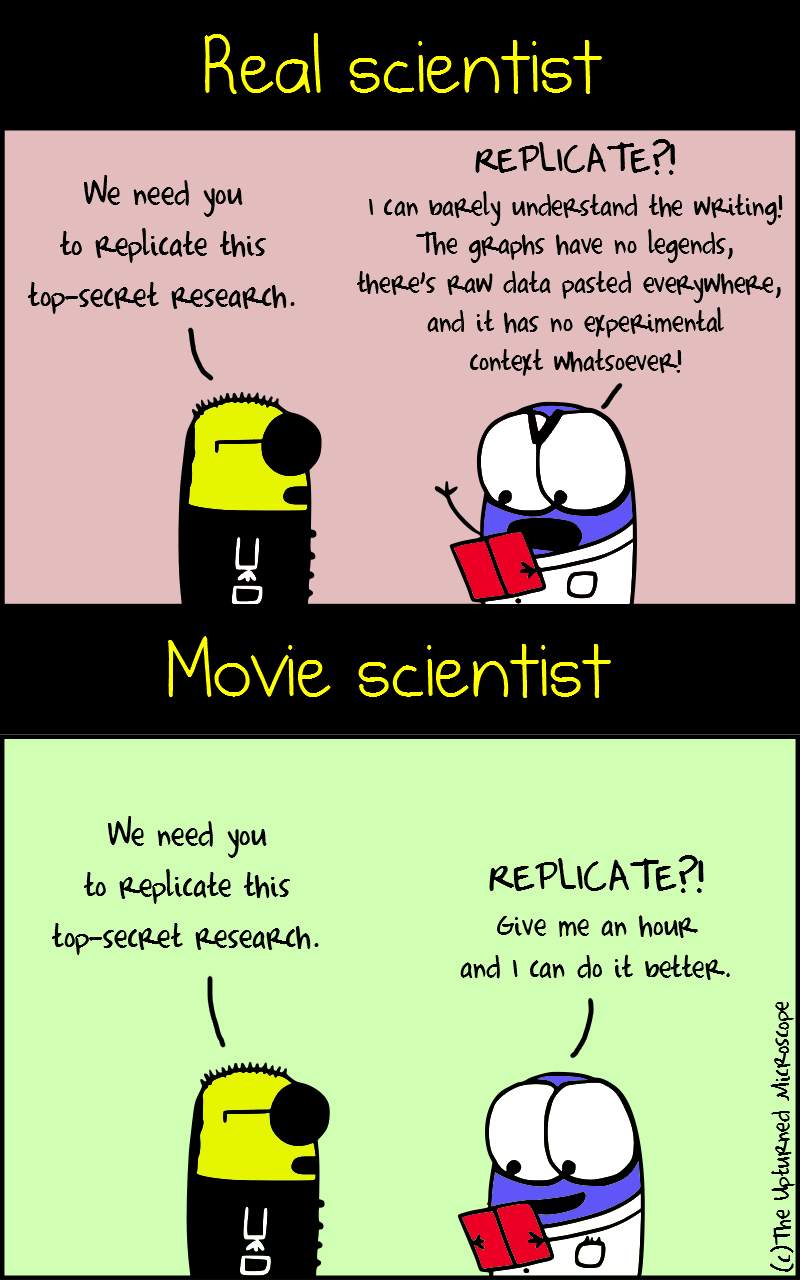 Real scientist
We need you
to replicate this
top-secret research.
REPLICATE?!
I can barely understand the writing!
The graphs have no legends,
there's raw data pasted everywhere,
and it has no experimental
context whatsoever!
Movie scientist
We need you
to replicate this
top-secret research.
REPLICATE?!
Give me an hour
and I can do it better.
(c)The Upturned Microscope